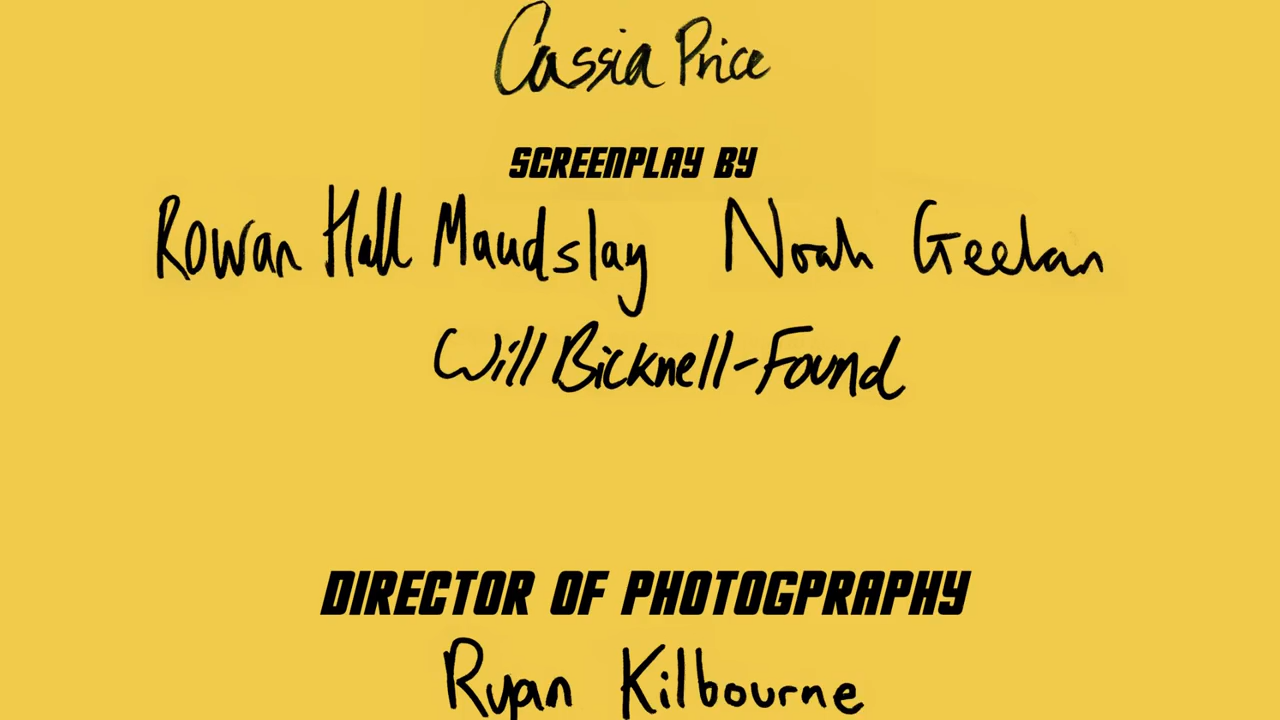 Cassia Price
SCREENPLAY BY
Rowan Hall Maudslay Noah Geelan
Will Bicknell-Found
DIRECTOR OF PHOTOGPRAPHY
Ryan Kilbourne